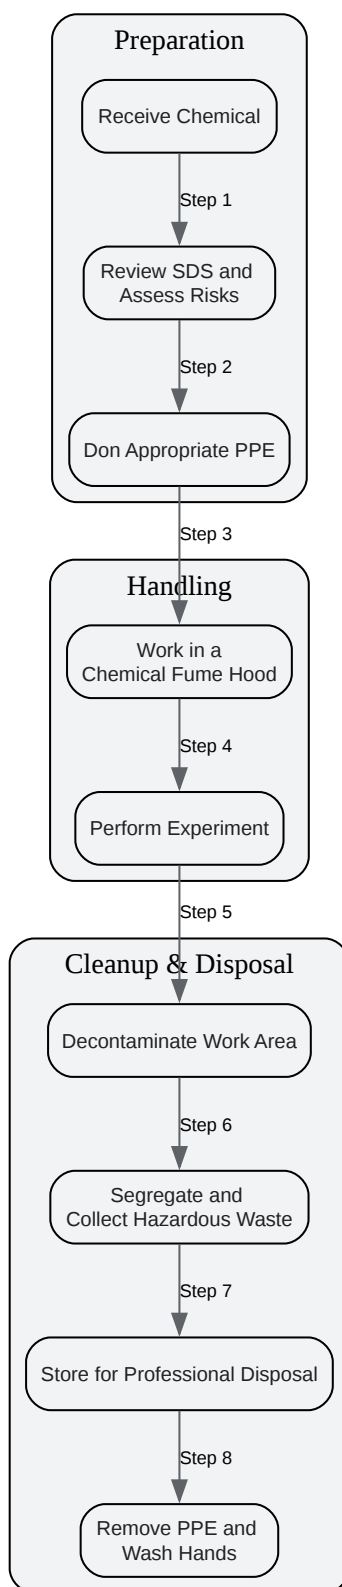 Preparation
Receive Chemical
Step 1
Review SDS and
Assess Risks
Step 2
Don Appropriate PPE
Step 3
Handling
Work in a
Chemical Fume Hood
Step 4
Perform Experiment
Step 5
Cleanup & Disposal
Decontaminate Work Area
Step 6
Segregate and
Collect Hazardous Waste
Step 7
Store for Professional Disposal
Step 8
Remove PPE and
Wash Hands